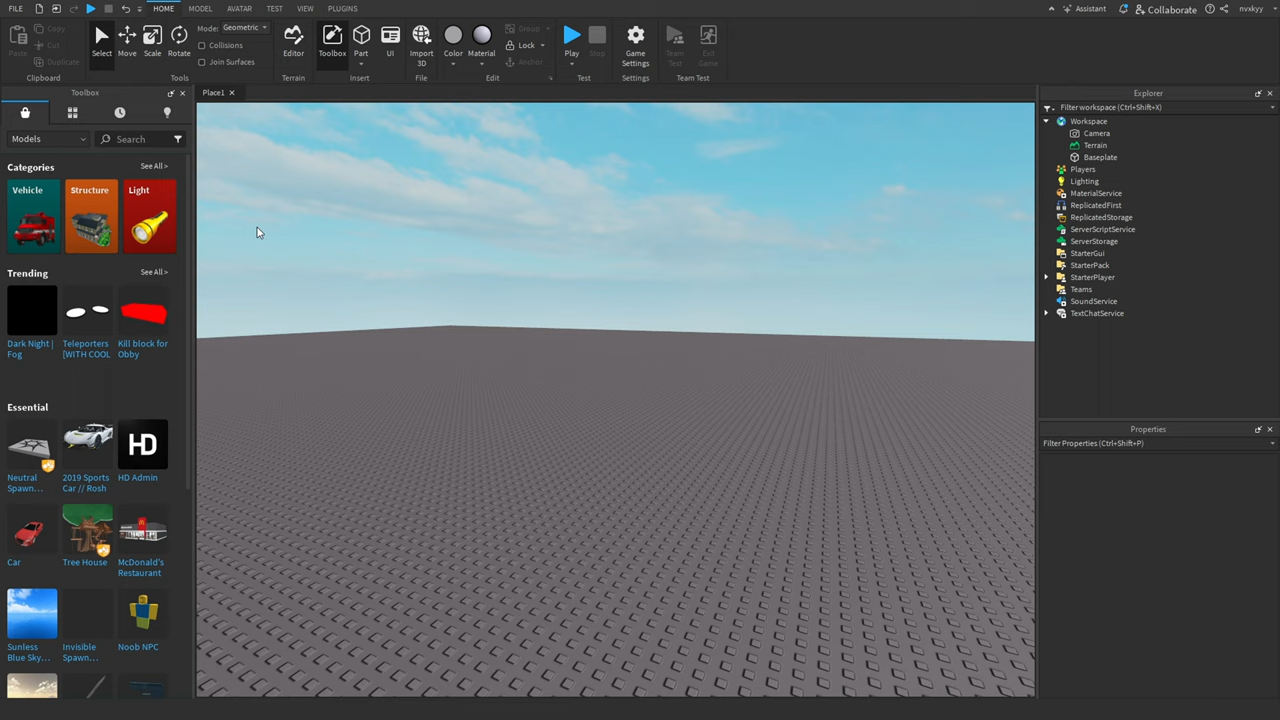 FILE HOME MODEL AVATAR TEST VIEW PLUGINS Assistant Collaborate nvxkyy
Paste Copy Cut Duplicate Select Move Scale Rotate Mode: Geometric Collisions Join Surfaces Editor Toolbox Part UI Import 3D Color Material Group Lock Anchor Play Stop Game Settings Team Test Exit Game
Clipboard Tools Terrain Insert File Edit Test Settings Team Test
Toolbox
Place1
Explorer
Filter workspace (Ctrl+Shift+X)
Models Search
Categories See All >
Vehicle Structure Light
Trending See All >
Dark Night | Fog
Teleporters [WITH COOL
Kill block for Obby
Essential
HD
Neutral Spawn...
2019 Sports Car // Rosh
HD Admin
Car
Tree House
McDonald's Restaurant
Sunless Blue Sky...
Invisible Spawn...
Noob NPC
Workspace
Camera
Terrain
Baseplate
Players
Lighting
MaterialService
ReplicatedFirst
ReplicatedStorage
ServerScriptService
ServerStorage
StarterGui
StarterPack
StarterPlayer
Teams
SoundService
TextChatService
Properties
Filter Properties (Ctrl+Shift+P)